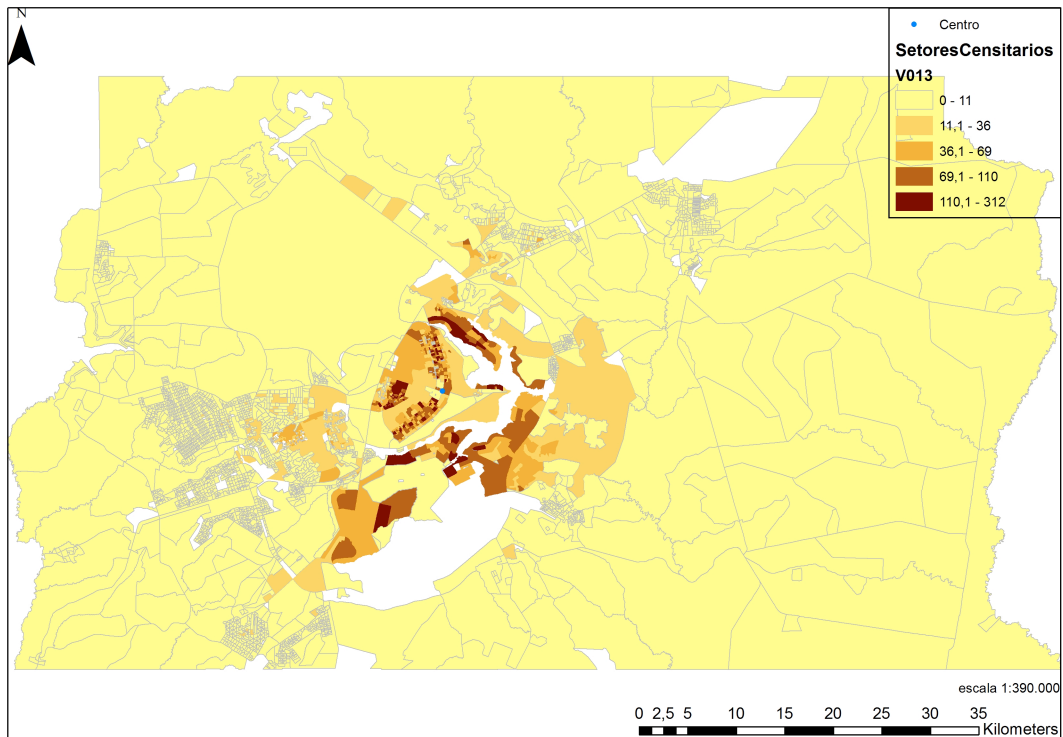 N
Centro
SetoresCensitarios
V013
0 - 11
11,1 - 36
36,1 - 69
69,1 - 110
110,1 - 312
escala 1:390.000
0 2,5 5 10 15 20 25 30 35
Kilometers